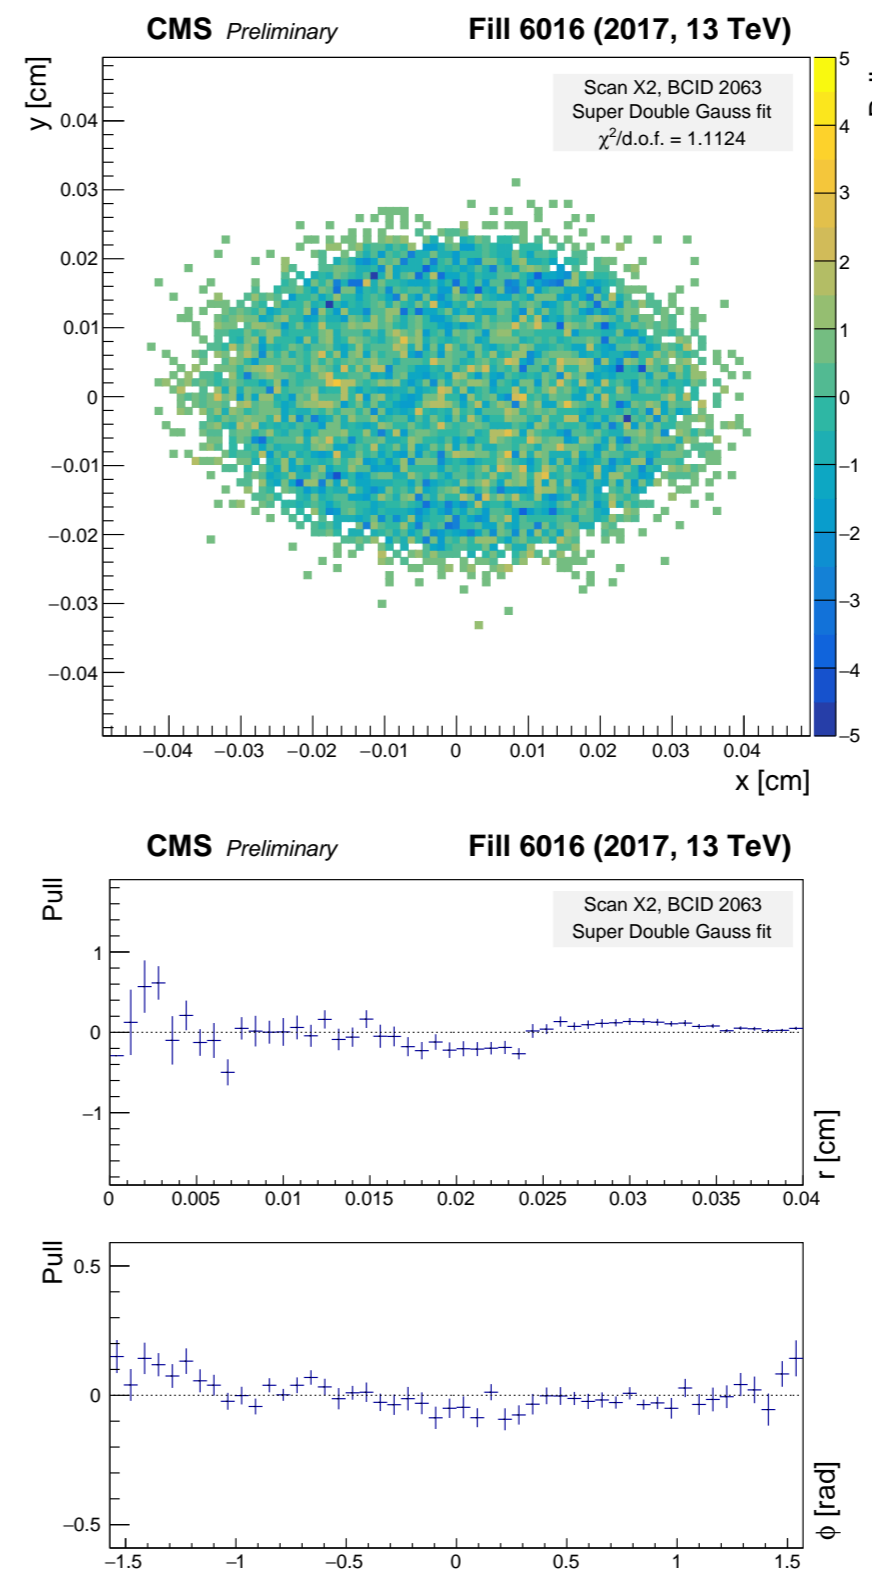 CMS Preliminary Fill 6016 (2017, 13 TeV)
y [cm]
Scan X2, BCID 2063
Super Double Gauss fit
χ²/d.o.f. = 1.1124
0.04
0.03
0.02
0.01
0
−0.01
−0.02
−0.03
−0.04
5
4
3
2
1
0
−1
−2
−3
−4
−5
−0.04 −0.03 −0.02 −0.01 0 0.01 0.02 0.03 0.04
x [cm]
CMS Preliminary Fill 6016 (2017, 13 TeV)
Pull
Scan X2, BCID 2063
Super Double Gauss fit
1
0
−1
0 0.005 0.01 0.015 0.02 0.025 0.03 0.035 0.04
r [cm]
Pull
0.5
0
−0.5
−1.5 −1 −0.5 0 0.5 1 1.5
ϕ [rad]